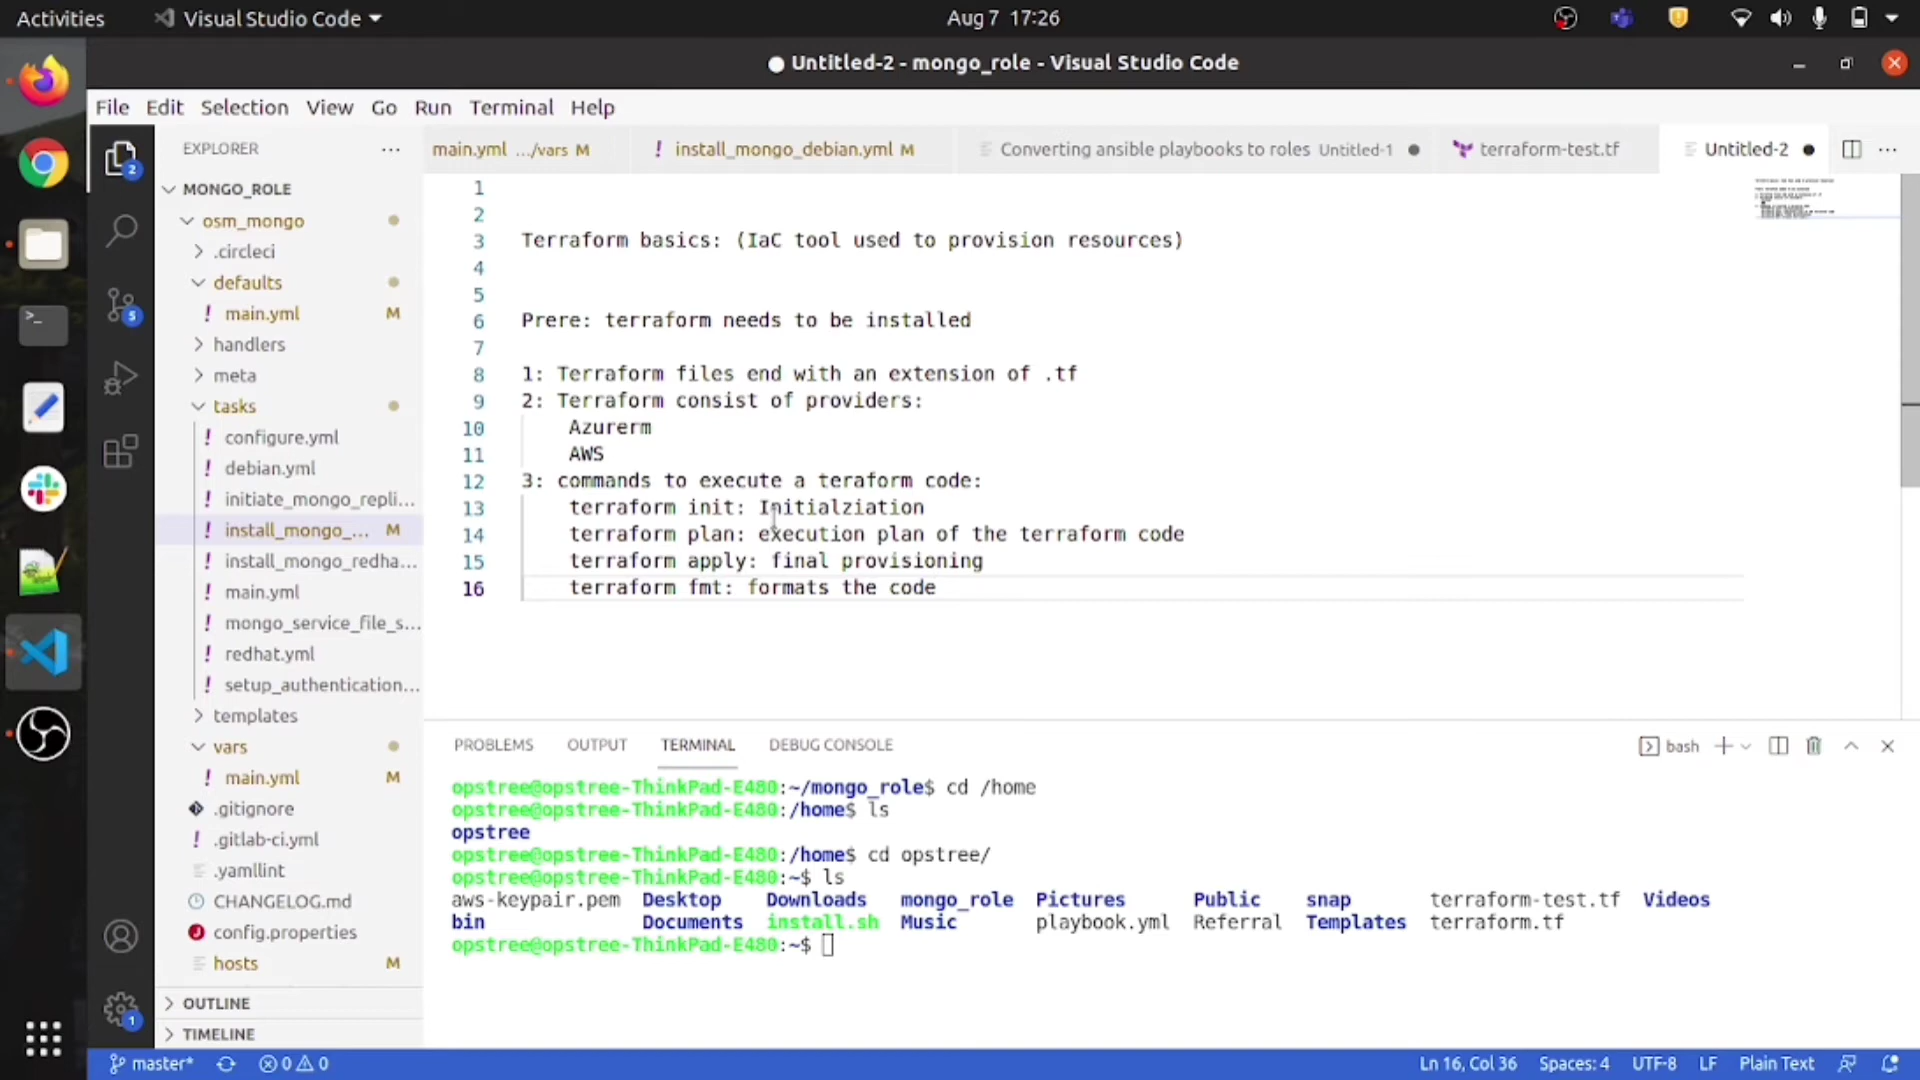 Activities
Visual Studio Code
Aug 7 17:26
Untitled-2 - mongo_role - Visual Studio Code
File Edit Selection View Go Run Terminal Help
EXPLORER
main.yml .../vars M
! install_mongo_debian.yml M
Converting ansible playbooks to roles Untitled-1
terraform-test.tf
Untitled-2
MONGO_ROLE
osm_mongo
.circleci
defaults
! main.yml M
handlers
meta
tasks
! configure.yml
! debian.yml
! initiate_mongo_repli...
! install_mongo_... M
! install_mongo_redha...
! main.yml
! mongo_service_file_s...
! redhat.yml
! setup_authentication...
templates
vars
! main.yml M
.gitignore
! .gitlab-ci.yml
.yamllint
CHANGELOG.md
config.properties
hosts M
OUTLINE
TIMELINE
2
5
1
1
2
3 Terraform basics: (IaC tool used to provision resources)
4
5
6 Prere: terraform needs to be installed
7
8 1: Terraform files end with an extension of .tf
9 2: Terraform consist of providers:
10 Azurerm
11 AWS
12 3: commands to execute a teraform code:
13 terraform init: Initialziation
14 terraform plan: execution plan of the terraform code
15 terraform apply: final provisioning
16 terraform fmt: formats the code
PROBLEMS OUTPUT TERMINAL DEBUG CONSOLE
bash
opstree@opstree-ThinkPad-E480:~/mongo_role$ cd /home
opstree@opstree-ThinkPad-E480:/home$ ls
opstree
opstree@opstree-ThinkPad-E480:/home$ cd opstree/
opstree@opstree-ThinkPad-E480:~$ ls
aws-keypair.pem Desktop Downloads mongo_role Pictures Public snap terraform-test.tf Videos
bin Documents install.sh Music playbook.yml Referral Templates terraform.tf
opstree@opstree-ThinkPad-E480:~$
master* 0 0
Ln 16, Col 36 Spaces: 4 UTF-8 LF Plain Text